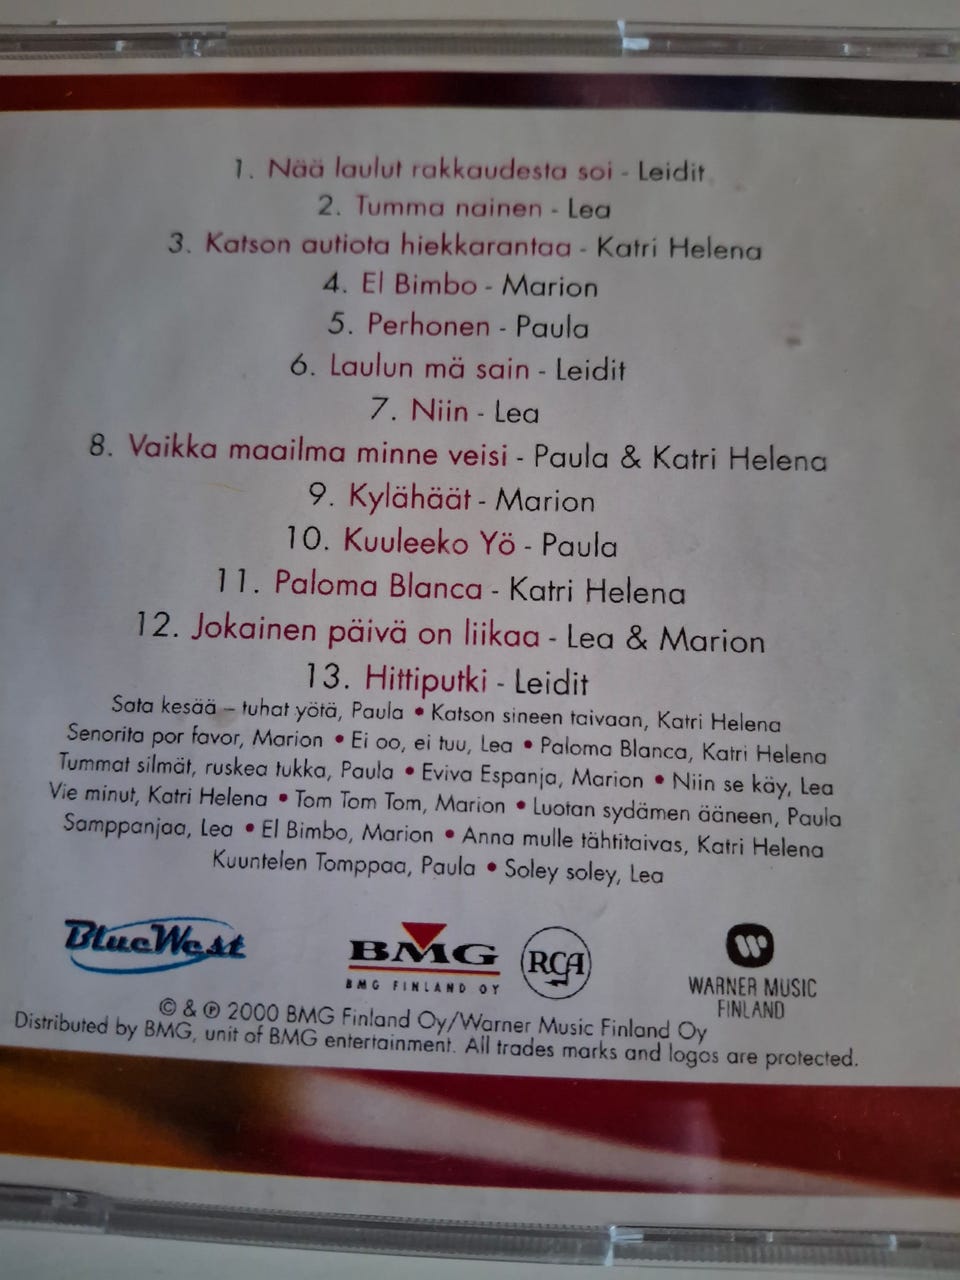 1. Nää laulut rakkaudesta soi - Leidit
2. Tumma nainen - Lea
3. Katson autiota hiekkarantaa - Katri Helena
4. El Bimbo - Marion
5. Perhonen - Paula
6. Laulun mä sain - Leidit
7. Niin - Lea
8. Vaikka maailma minne veisi - Paula & Katri Helena
9. Kylähäät - Marion
10. Kuuleeko Yö - Paula
11. Paloma Blanca - Katri Helena
12. Jokainen päivä on liikaa - Lea & Marion
13. Hittiputki - Leidit
Sata kesää – tuhat yötä, Paula • Katson sineen taivaan, Katri Helena
Senorita por favor, Marion • Ei oo, ei tuu, Lea • Paloma Blanca, Katri Helena
Tummat silmät, ruskea tukka, Paula • Eviva Espanja, Marion • Niin se käy, Lea
Vie minut, Katri Helena • Tom Tom Tom, Marion • Luotan sydämen ääneen, Paula
Samppanjaa, Lea • El Bimbo, Marion • Anna mulle tähtitaivas, Katri Helena
Kuuntelen Tomppaa, Paula • Soley soley, Lea
BlueWest
BMG
BMG FINLAND OY
RCA
WARNER MUSIC
FINLAND
© & ℗ 2000 BMG Finland Oy/Warner Music Finland Oy
Distributed by BMG, unit of BMG entertainment. All trades marks and logos are protected.